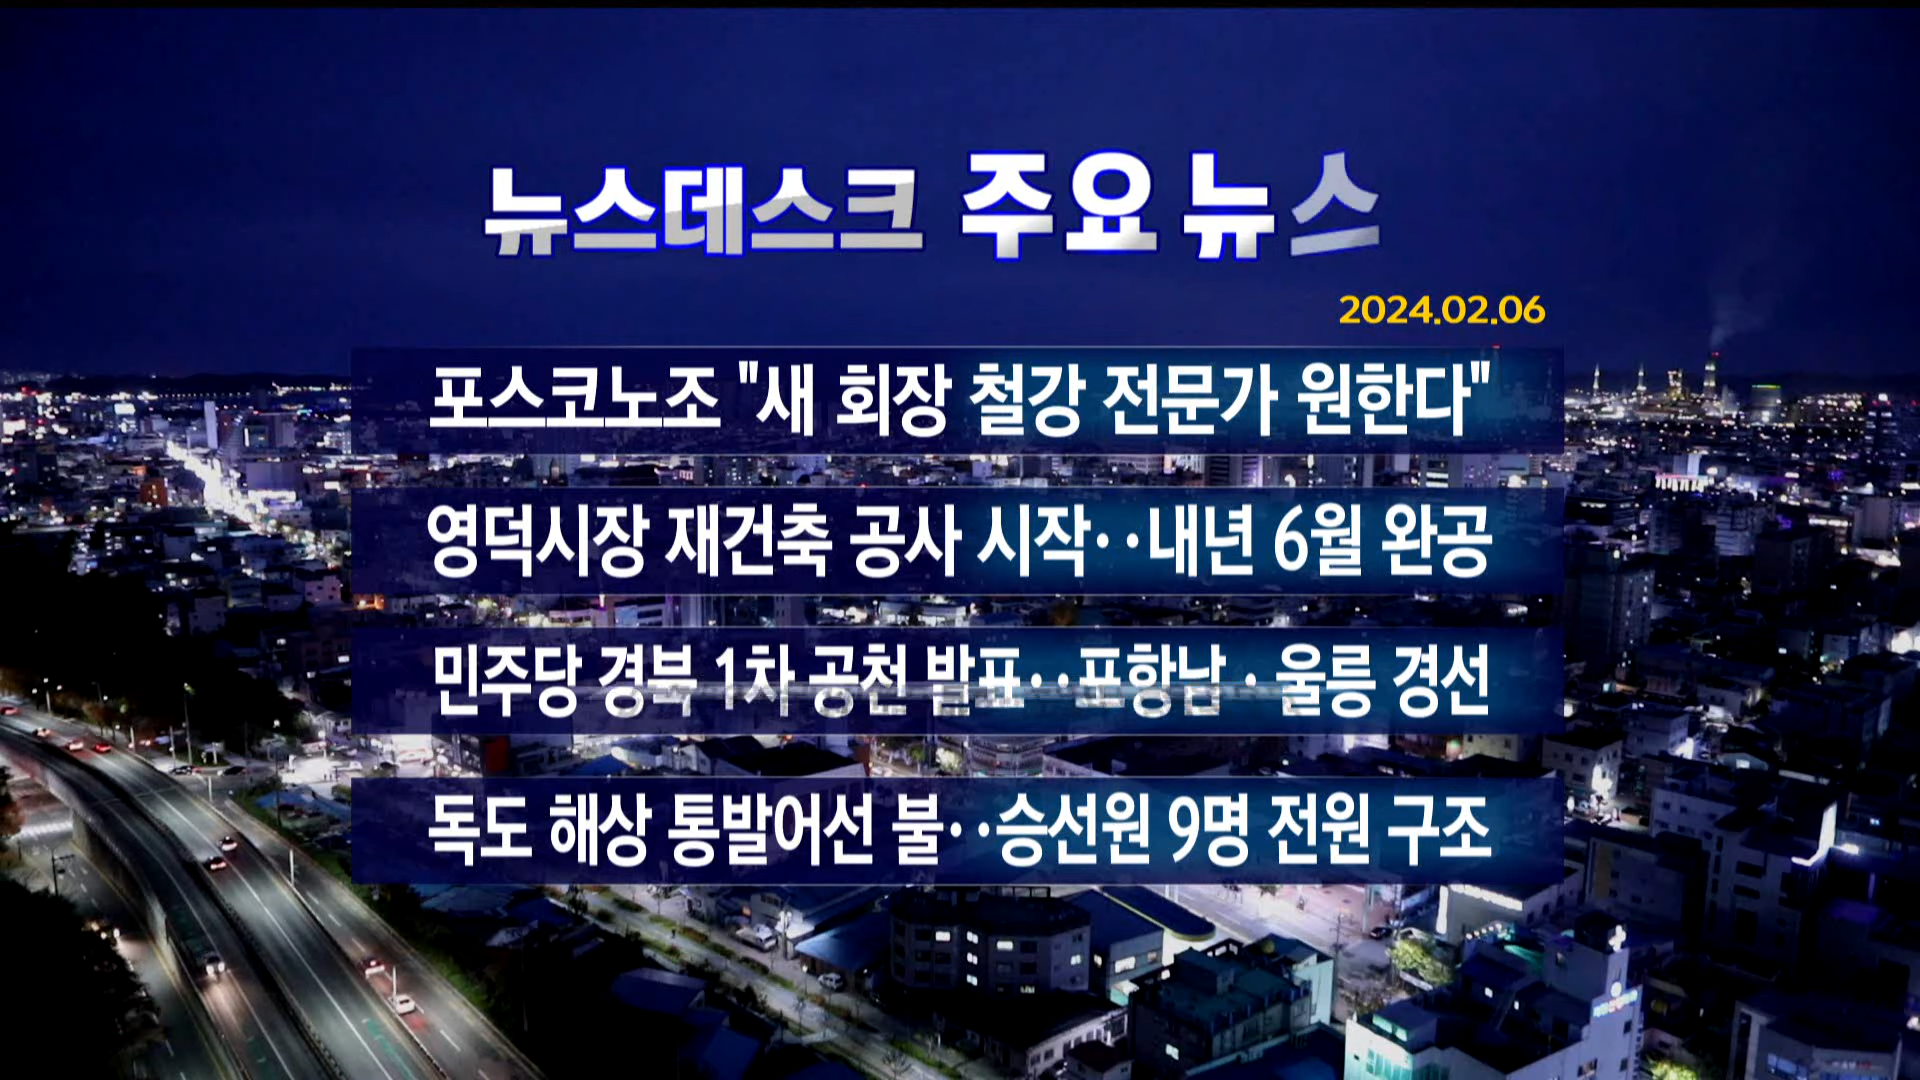 뉴스데스크 주요뉴스
2024.02.06
포스코노조 "새 회장 철강 전문가 원한다"
영덕시장 재건축 공사 시작··내년 6월 완공
민주당 경북 1차 공천 발표··포항남·울릉 경선
독도 해상 통발어선 불··승선원 9명 전원 구조